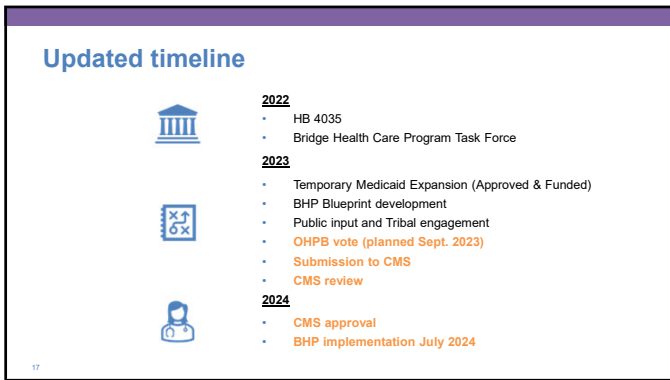 Updated timeline
2022
• HB 4035
• Bridge Health Care Program Task Force
2023
• Temporary Medicaid Expansion (Approved & Funded)
• BHP Blueprint development
• Public input and Tribal engagement
• OHPB vote (planned Sept. 2023)
• Submission to CMS
• CMS review
2024
• CMS approval
• BHP implementation July 2024
17